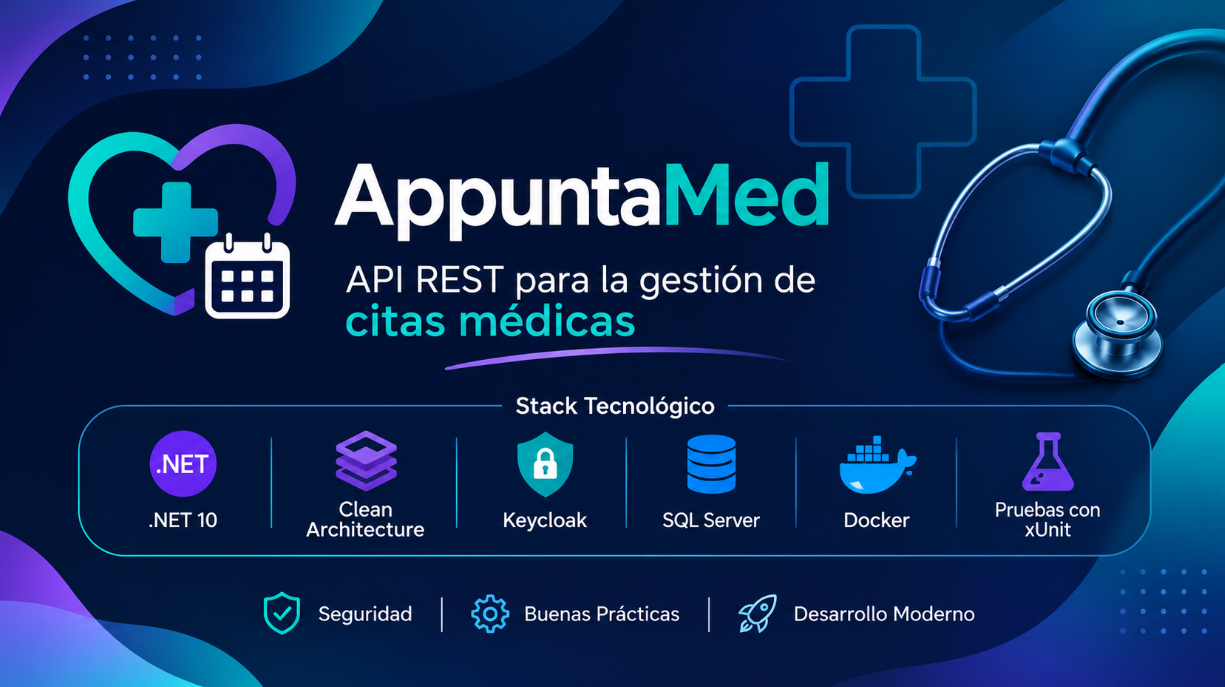 AppuntaMed
API REST para la gestión de
citas médicas
Stack Tecnológico
.NET
.NET 10
Clean
Architecture
Keycloak
SQL Server
Docker
Pruebas con
xUnit
Seguridad
Buenas Prácticas
Desarrollo Moderno